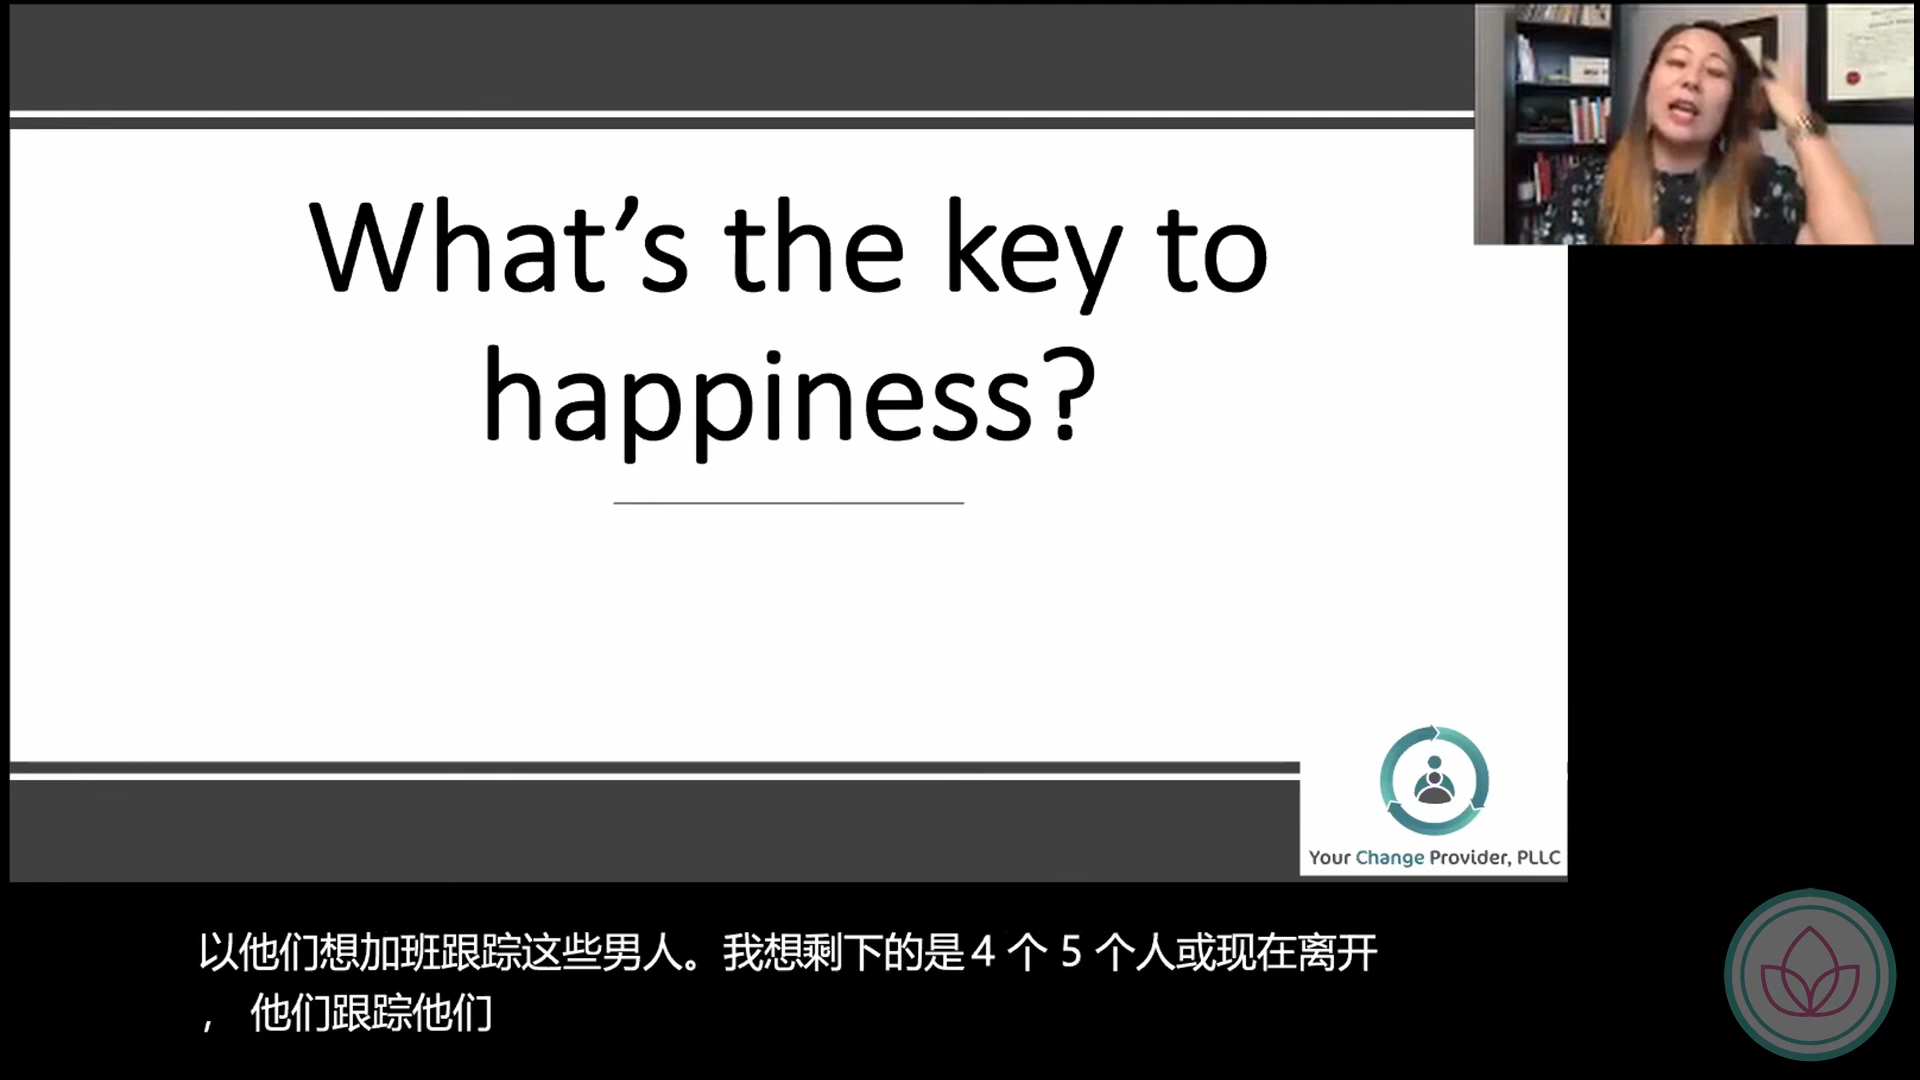 What’s the key to
happiness?
Your Change Provider, PLLC
以他们想加班跟踪这些男人。我想剩下的是4 个 5 个人或现在离开
， 他们跟踪他们